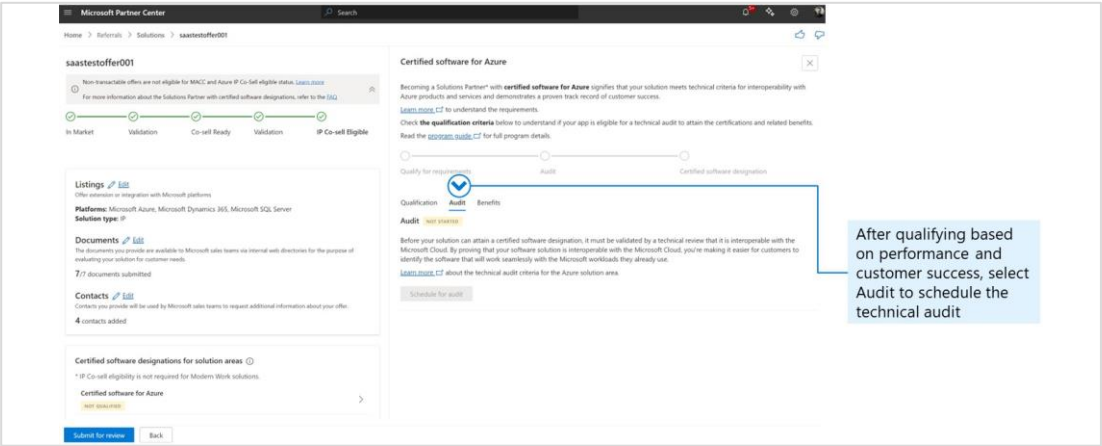 Microsoft Partner Center
Search
Home > Referrals > Solutions > saastestoffer001
saastestoffer001
Non-transactable offers are not eligible for MACC and Azure IP Co-Sell eligible status. Learn more
For more information about the Solutions Partner with certified software designations, refer to the FAQ
In Market
Validation
Co-sell Ready
Validation
IP Co-sell Eligible
Listings Edit
Offer extension or integration with Microsoft platforms
Platforms: Microsoft Azure, Microsoft Dynamics 365, Microsoft SQL Server
Solution type: IP
Documents Edit
The documents you provide are available to Microsoft sales teams via internal web directories for the purpose of
evaluating your solution for customer needs.
7/7 documents submitted
Contacts Edit
Contacts you provide will be used by Microsoft sales teams to request additional information about your offer.
4 contacts added
Certified software designations for solution areas
* IP Co-sell eligibility is not required for Modern Work solutions.
Certified software for Azure
NOT QUALIFIED
Submit for review
Back
Certified software for Azure
Becoming a Solutions Partner* with certified software for Azure signifies that your solution meets technical criteria for interoperability with
Azure products and services and demonstrates a proven track record of customer success.
Learn more to understand the requirements.
Check the qualification criteria below to understand if your app is eligible for a technical audit to attain the certifications and related benefits.
Read the program guide for full program details.
Qualify for requirements
Audit
Certified software designation
Qualification
Audit
Benefits
Audit NOT STARTED
Before your solution can attain a certified software designation, it must be validated by a technical review that it is interoperable with the
Microsoft Cloud. By proving that your software solution is interoperable with the Microsoft Cloud, you're making it easier for customers to
identify the software that will work seamlessly with the Microsoft workloads they already use.
Learn more about the technical audit criteria for the Azure solution area.
Schedule for audit
After qualifying based
on performance and
customer success, select
Audit to schedule the
technical audit